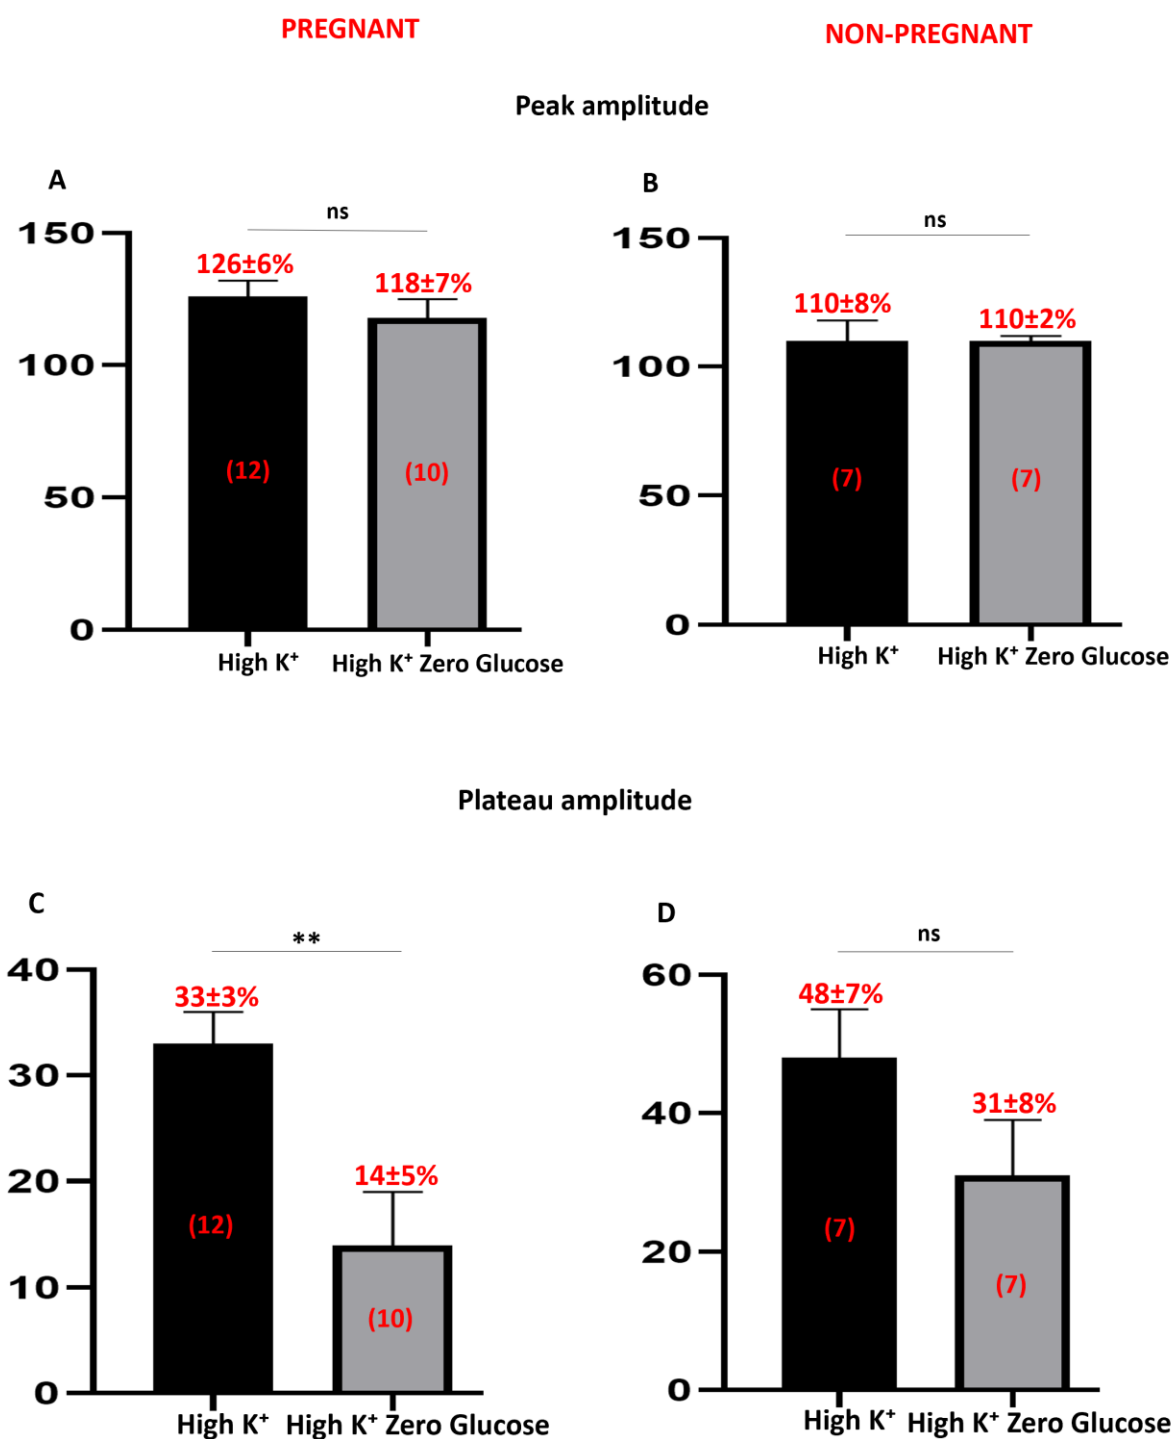 PREGNANT
NON-PREGNANT
Peak amplitude
A
ns
150
126±6%
118±7%
100
(12)
(10)
50
0
High K⁺
High K⁺ Zero Glucose
B
ns
150
110±8%
110±2%
100
(7)
(7)
50
0
High K⁺
High K⁺ Zero Glucose
Plateau amplitude
C
**
40
33±3%
30
20
14±5%
(12)
10
(10)
0
High K⁺
High K⁺ Zero Glucose
D
ns
60
48±7%
40
31±8%
(7)
20
(7)
0
High K⁺
High K⁺ Zero Glucose